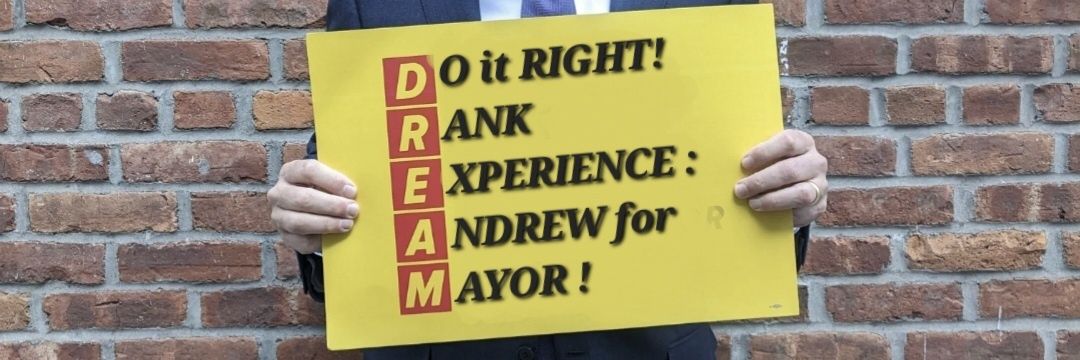 DO it RIGHT!
RANK
EXPERIENCE :
ANDREW for
MAYOR !